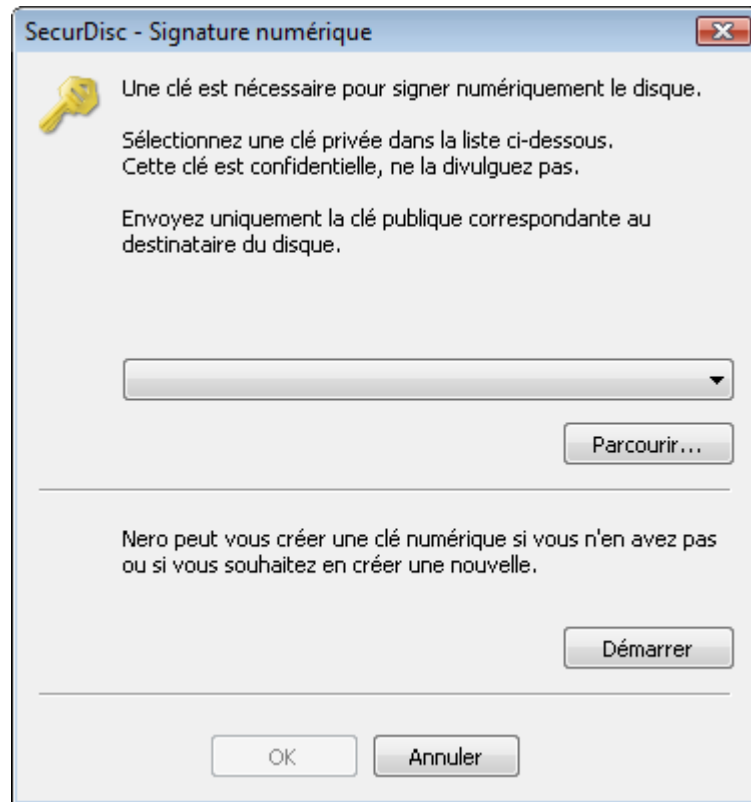 SecurDisc - Signature numérique
Une clé est nécessaire pour signer numériquement le disque.
Sélectionnez une clé privée dans la liste ci-dessous.
Cette clé est confidentielle, ne la divulguez pas.
Envoyez uniquement la clé publique correspondante au
destinataire du disque.
Parcourir...
Nero peut vous créer une clé numérique si vous n'en avez pas
ou si vous souhaitez en créer une nouvelle.
Démarrer
OK
Annuler